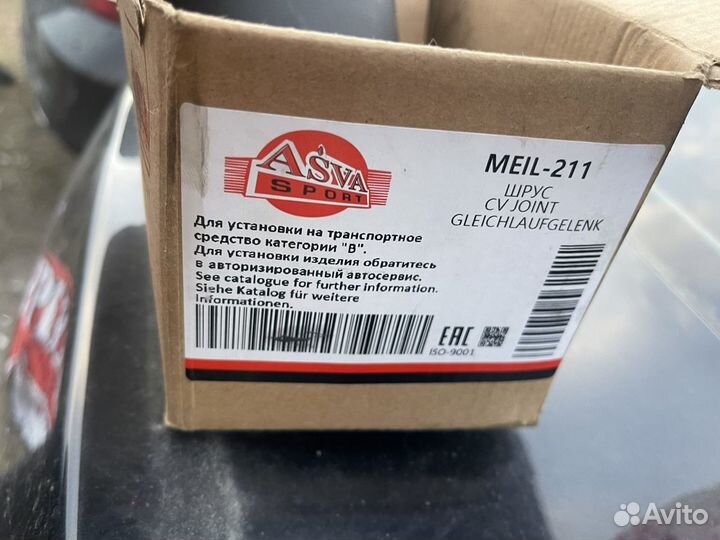 ASVA
SPORT
MEIL-211
ШРУС
CV JOINT
GLEICHLAUFGELENK
Для установки на транспортное
средство категории "B".
Для установки изделия обратитесь
в авторизированный автосервис.
See catalogue for further information.
Siehe Katalog für weitere
Informationen.
EAC
ISO-9001
Avito